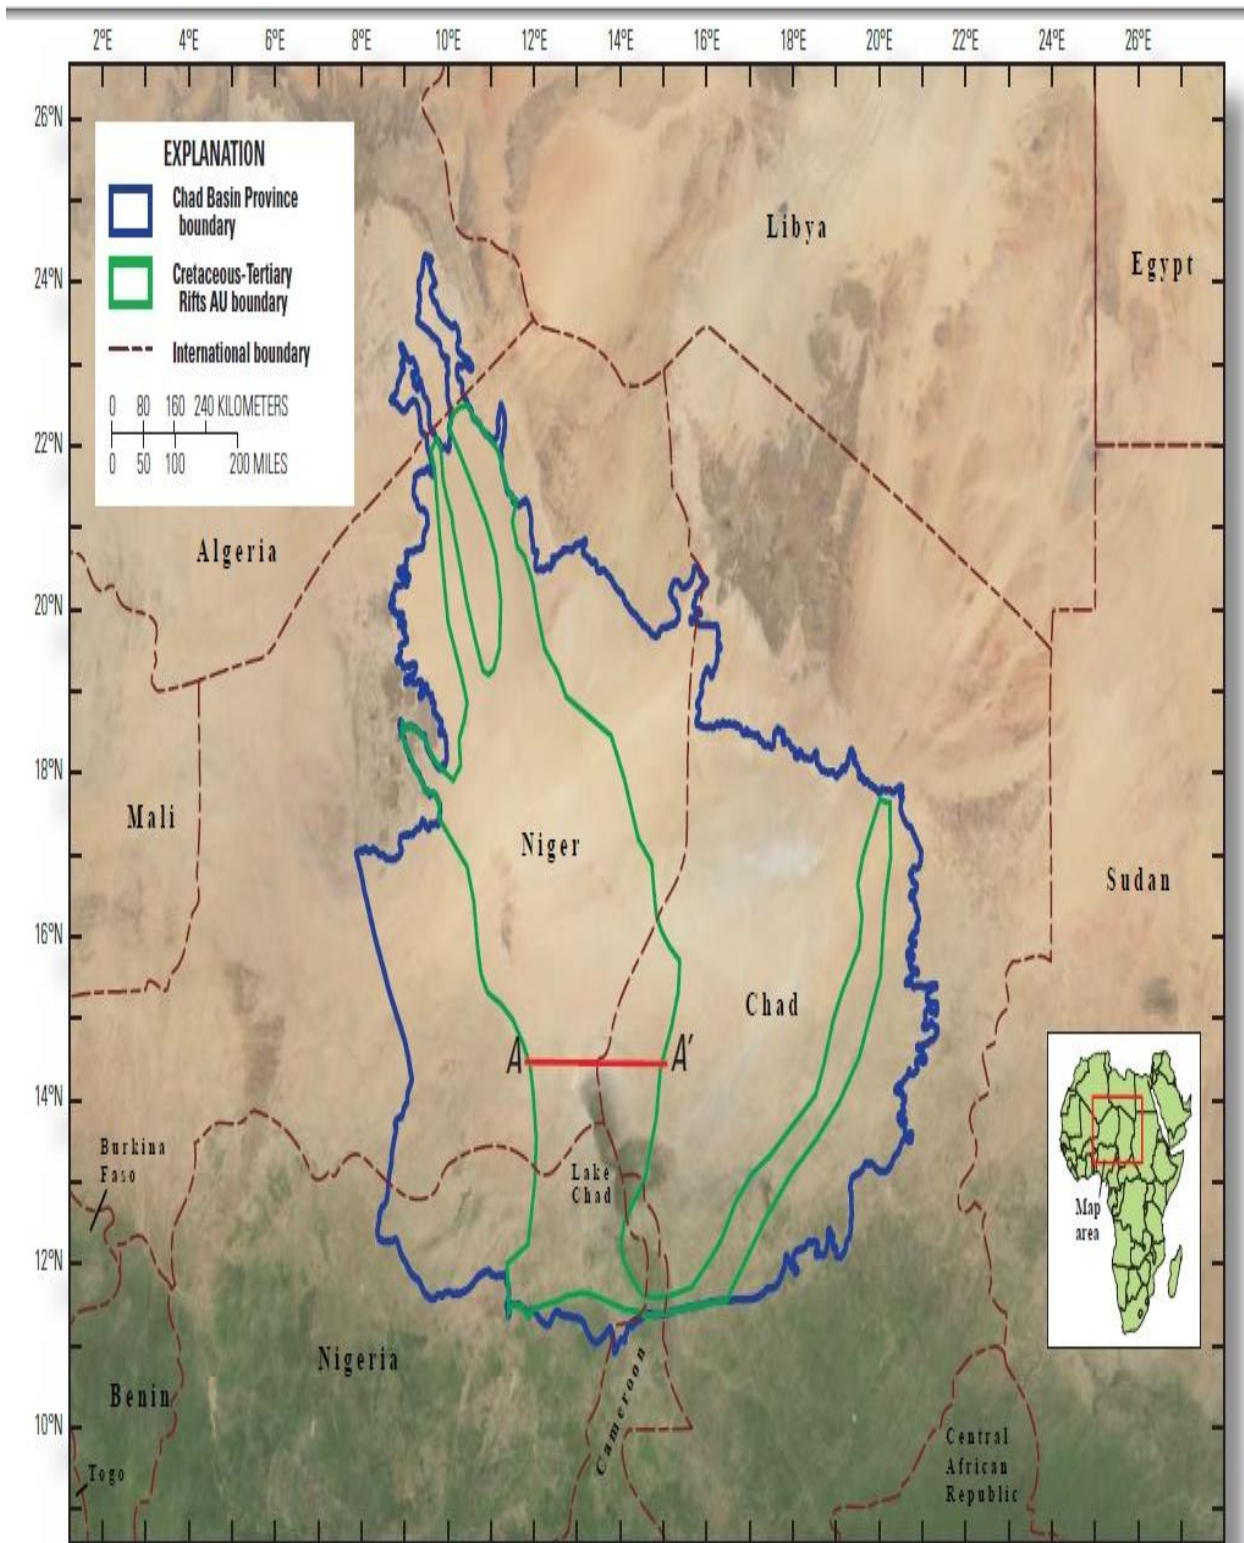 2°E 4°E 6°E 8°E 10°E 12°E 14°E 16°E 18°E 20°E 22°E 24°E 26°E
26°N
24°N
22°N
20°N
18°N
16°N
14°N
12°N
10°N
EXPLANATION
Chad Basin Province
boundary
Cretaceous-Tertiary
Rifts AU boundary
International boundary
0 80 160 240 KILOMETERS
0 50 100 200 MILES
Libya
Egypt
Algeria
Mali
Niger
Sudan
Chad
A A′
Burkina
Faso
Lake
Chad
Map
area
Nigeria
Benin
Cameroon
Togo
Central
African
Republic